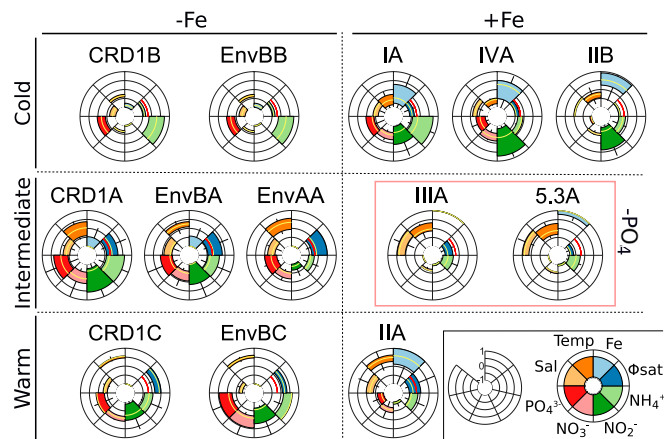 -Fe +Fe
Cold
CRD1B EnvBB IA IVA IIB
Intermediate
CRD1A EnvBA EnvAA IIIA 5.3A
-PO₄
Warm
CRD1C EnvBC IIA
1
0
-1
Temp Fe
Sal Φsat
PO₄³⁻ NH₄⁺
NO₃⁻ NO₂⁻